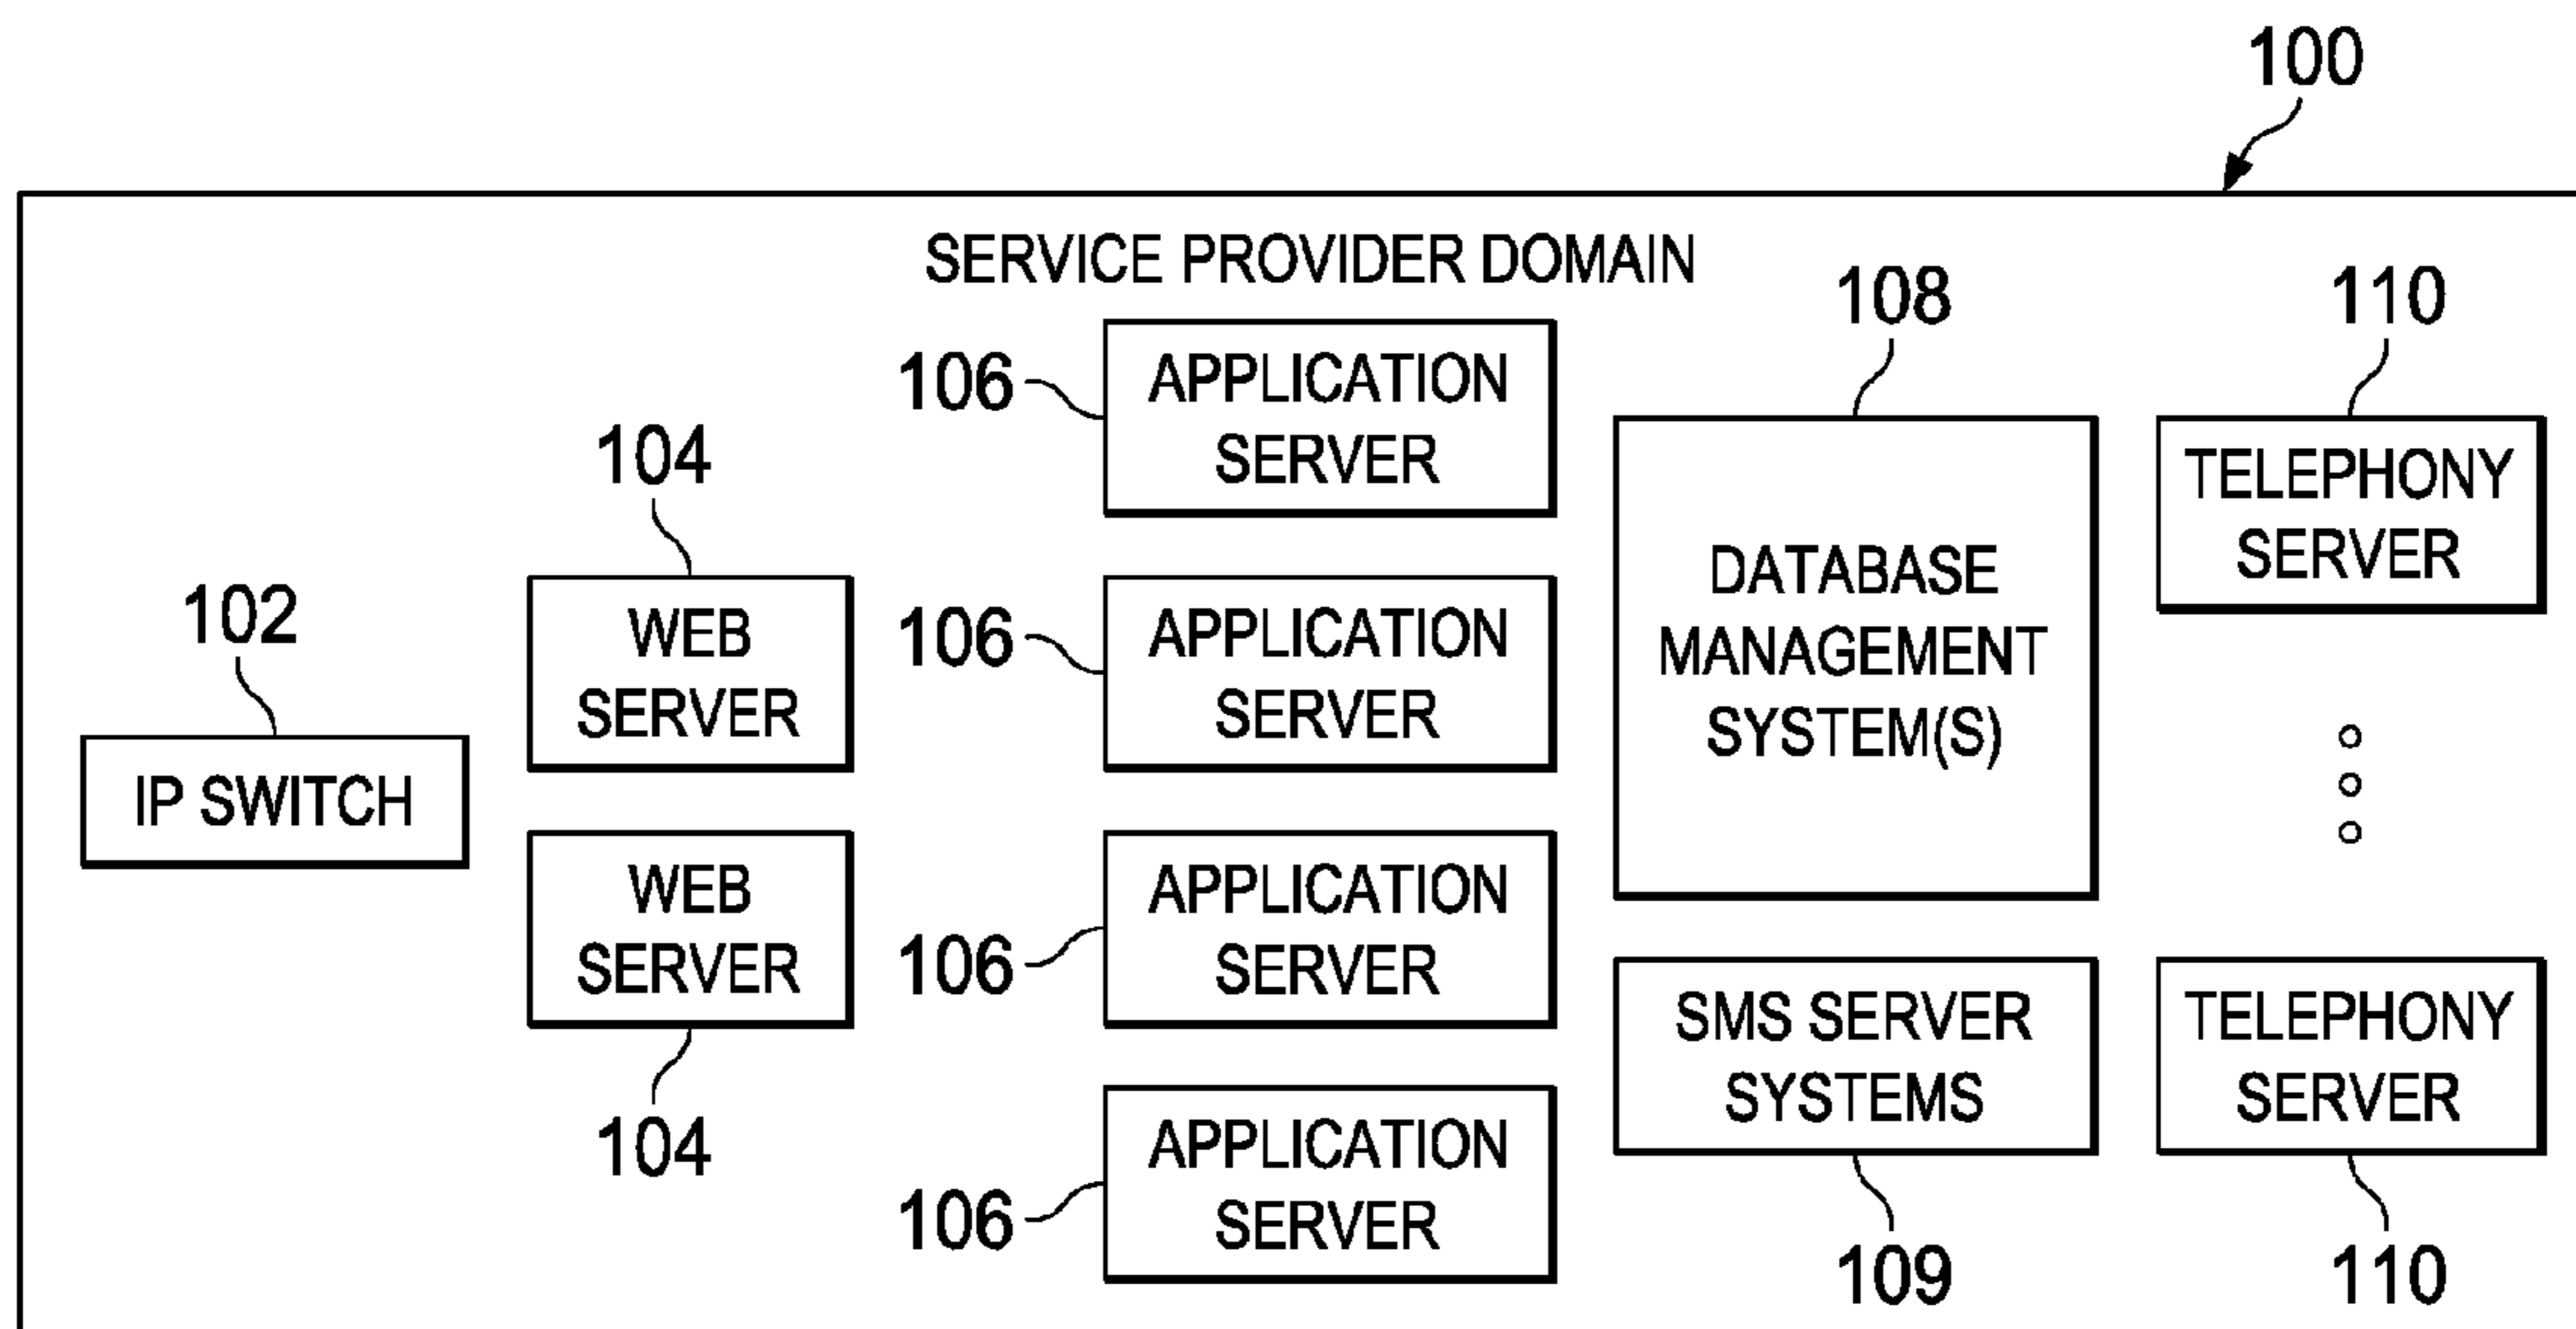 100
SERVICE PROVIDER DOMAIN
102
IP SWITCH
104
WEB
SERVER
WEB
SERVER
104
106
APPLICATION
SERVER
106
APPLICATION
SERVER
106
APPLICATION
SERVER
106
APPLICATION
SERVER
108
DATABASE
MANAGEMENT
SYSTEM(S)
SMS SERVER
SYSTEMS
109
110
TELEPHONY
SERVER
TELEPHONY
SERVER
110